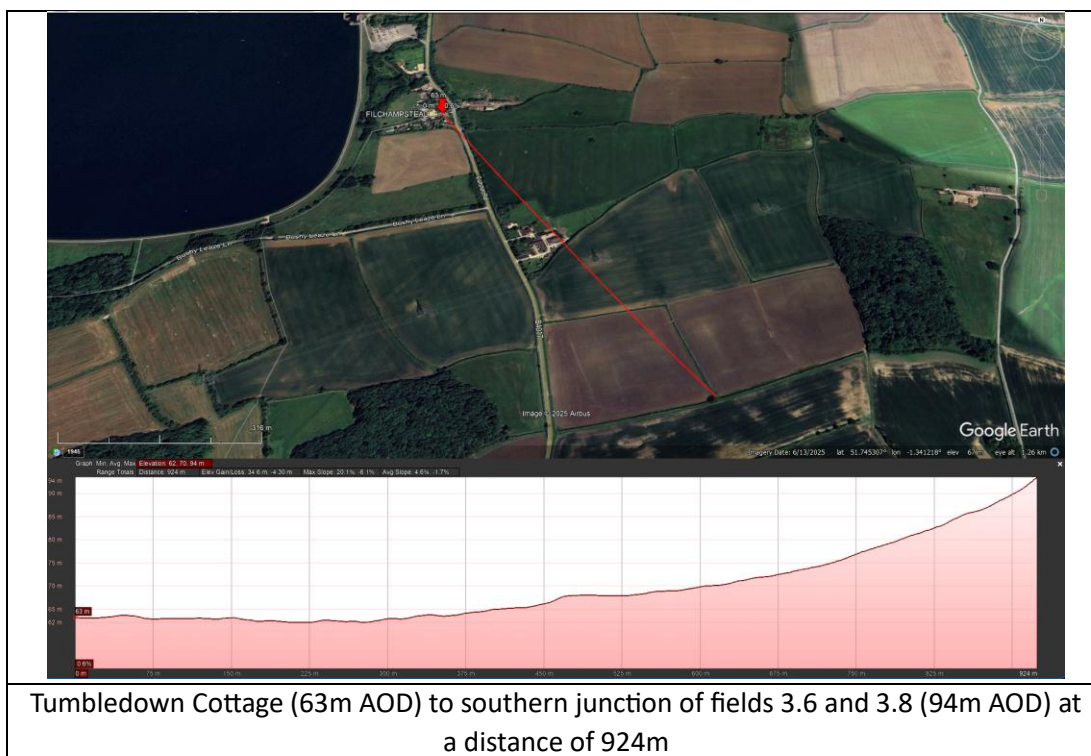 N
63 m
FILCHAMPSTEAD
Bushy Leaze Ln
Bushy Leaze Ln
B4017
Image © 2025 Airbus
316 m
Google Earth
1945
Imagery Date: 6/13/2025 lat 51.745307° lon -1.341218° elev 67 m eye alt 1.26 km
Graph: Min, Avg, Max Elevation: 62, 70, 94 m
Range Totals: Distance: 924 m Elev Gain/Loss: 34.6 m, -4.30 m Max Slope: 20.1%, -8.1% Avg Slope: 4.6%, -1.7%
94 m
90 m
85 m
80 m
75 m
70 m
65 m
63 m
62 m
0.6%
0 m 75 m 150 m 225 m 300 m 375 m 450 m 525 m 600 m 675 m 750 m 825 m 924 m
Tumbledown Cottage (63m AOD) to southern junction of fields 3.6 and 3.8 (94m AOD) at
a distance of 924m